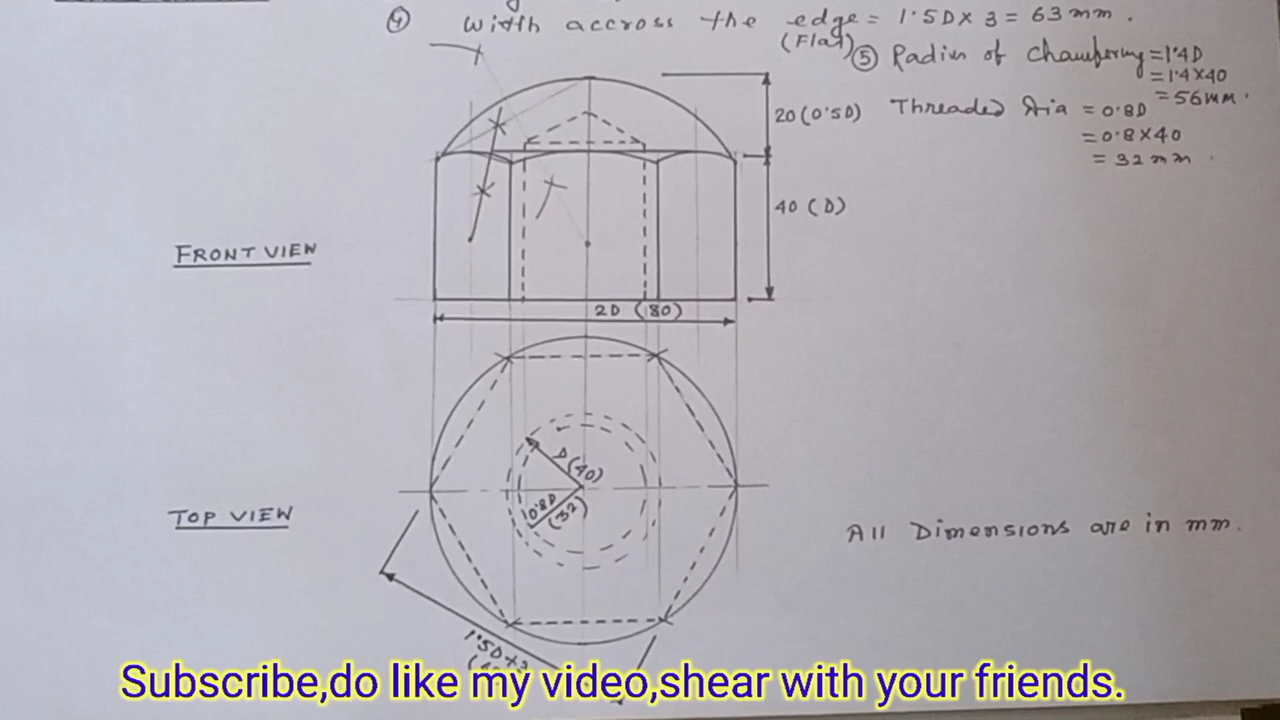 ④ Width accross the edge = 1.5D x 3 = 63 mm.
(Flat)
⑤ Radius of Chamfering = 1.4D
= 1.4 x 40
= 56 mm.
20 (0.5D)
Threaded Dia = 0.8D
= 0.8 x 40
= 32 mm.
40 (D)
FRONT VIEW
2D (80)
D (40)
0.8D
(32)
TOP VIEW
All Dimensions are in mm.
1.5D+3
Subscribe,do like my video,shear with your friends.